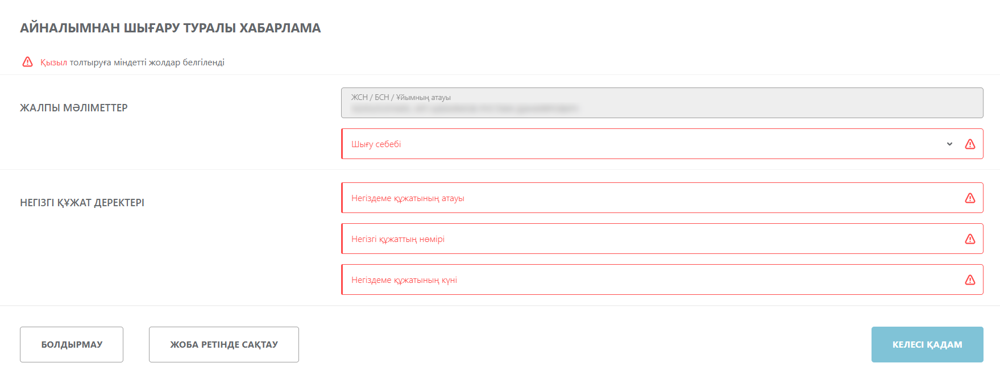 АЙНАЛЫМНАН ШЫҒАРУ ТУРАЛЫ ХАБАРЛАМА
Қызыл толтыруға міндетті жолдар белгіленді
ЖАЛПЫ МӘЛІМЕТТЕР
ЖСН / БСН / Ұйымның атауы
Шығу себебі
НЕГІЗГІ ҚҰЖАТ ДЕРЕКТЕРІ
Негіздеме құжатының атауы
Негізгі құжаттың нөмірі
Негіздеме құжатының күні
БОЛДЫРМАУ
ЖОБА РЕТІНДЕ САҚТАУ
КЕЛЕСІ ҚАДАМ